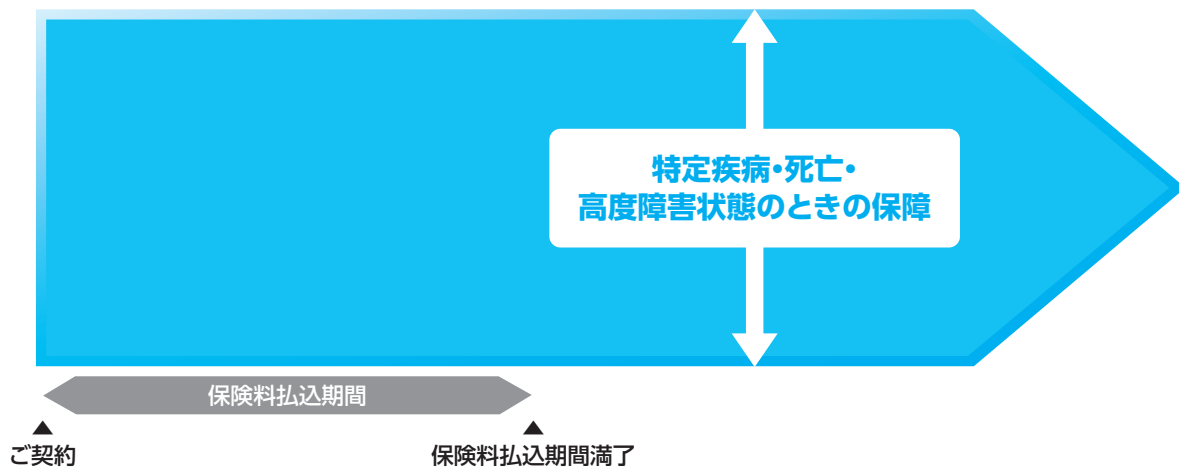 特定疾病・死亡・
高度障害状態のときの保障
保険料払込期間
▲
▲
ご契約
保険料払込期間満了